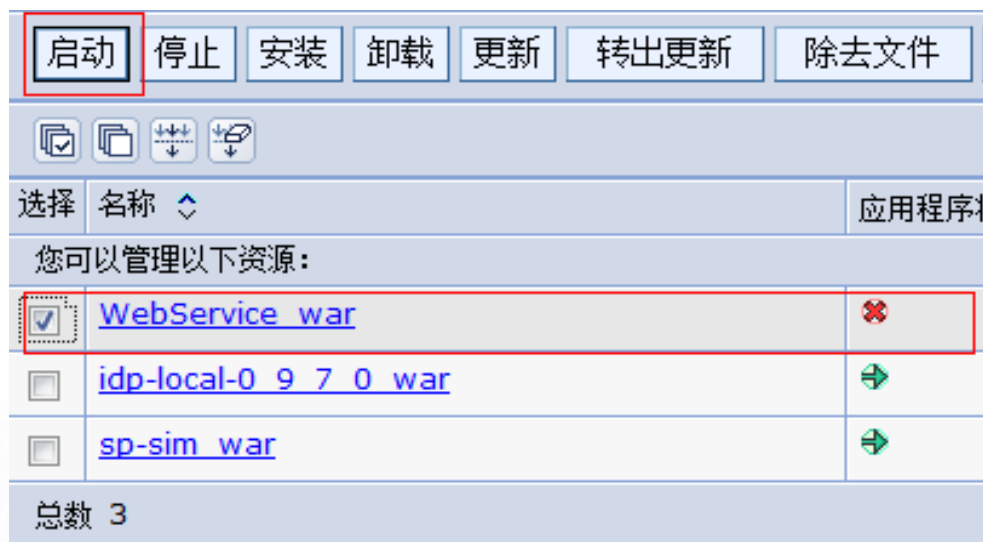 启动 停止 安装 卸载 更新 转出更新 除去文件
选择 名称 应用程序
您可以管理以下资源：
WebService_war
idp-local-0_9_7_0_war
sp-sim_war
总数 3